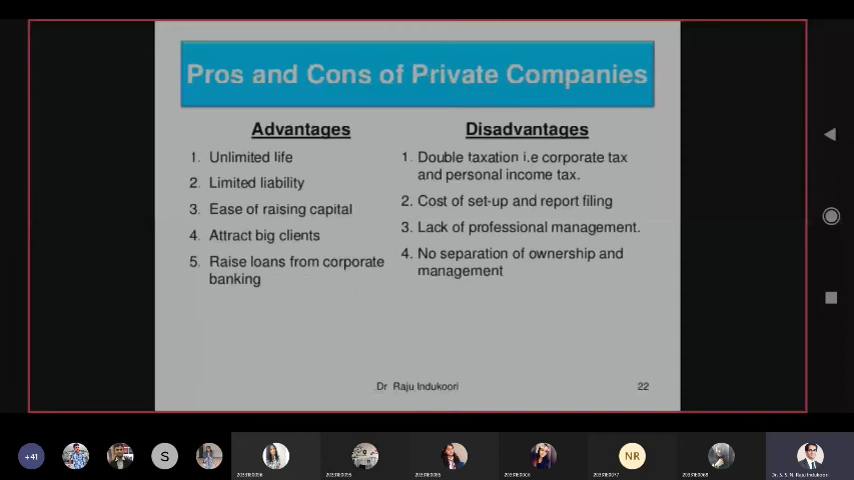 Pros and Cons of Private Companies
Advantages
1. Unlimited life
2. Limited liability
3. Ease of raising capital
4. Attract big clients
5. Raise loans from corporate
banking
Disadvantages
1. Double taxation i.e corporate tax
and personal income tax.
2. Cost of set-up and report filing
3. Lack of professional management.
4. No separation of ownership and
management
Dr Raju Indukoori
22
+41
S
NR
Dr. S. S. N. Raju Indukoori